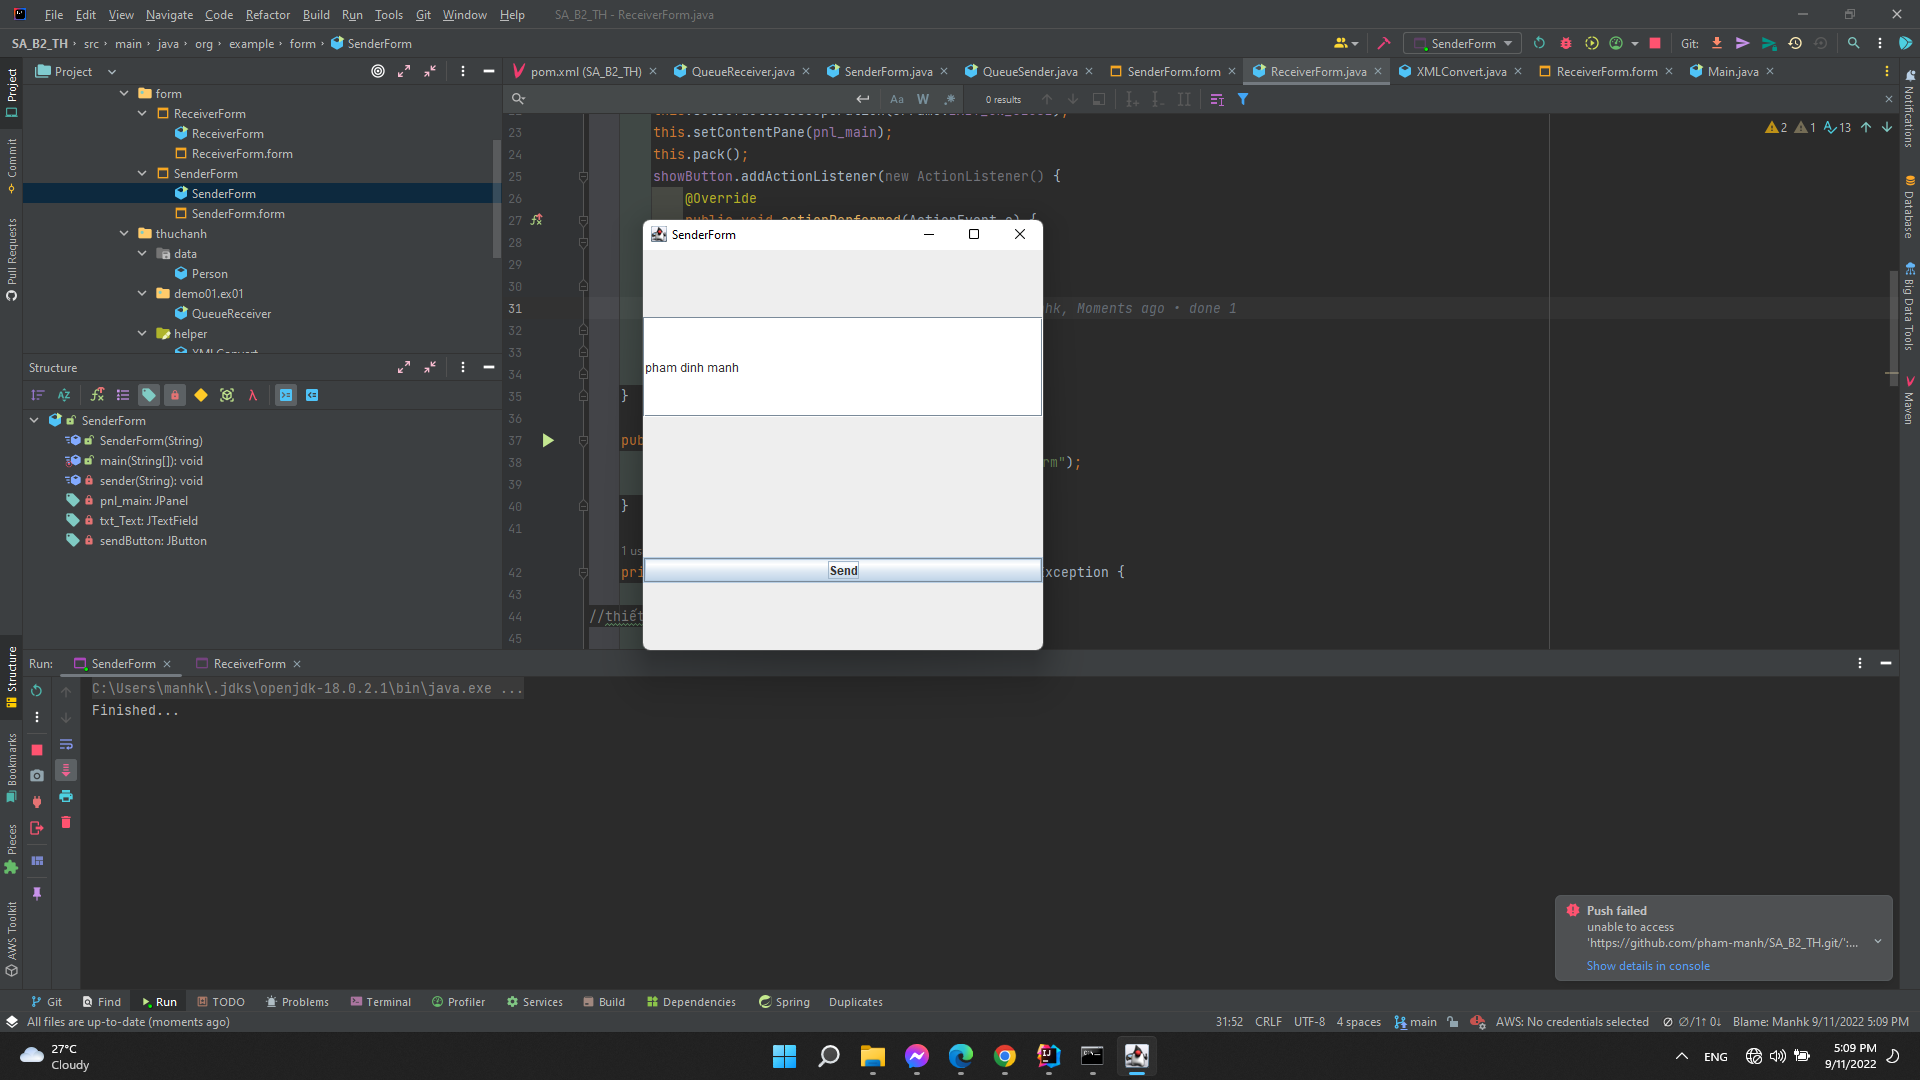 File Edit View Navigate Code Refactor Build Run Tools Git Window Help SA_B2_TH - ReceiverForm.java
SA_B2_TH › src › main › java › org › example › form › SenderForm
SenderForm Git:
Project
pom.xml (SA_B2_TH) QueueReceiver.java SenderForm.java QueueSender.java SenderForm.form ReceiverForm.java XMLConvert.java ReceiverForm.form Main.java
Aa W .* 0 results
form
ReceiverForm
ReceiverForm
ReceiverForm.form
SenderForm
SenderForm
SenderForm.form
thuchanh
data
Person
demo01.ex01
QueueReceiver
helper
XMLConvert
Structure
SenderForm
SenderForm(String)
main(String[]): void
sender(String): void
pnl_main: JPanel
txt_Text: JTextField
sendButton: JButton
2 1 13
23 this.setContentPane(pnl_main);
24 this.pack();
25 showButton.addActionListener(new ActionListener() {
26 @Override
27 public void actionPerformed(ActionEvent e) {
28
29
30
31 hk, Moments ago • done 1
32
33
34
35 }
36
37 pub
38 rm");
39
40 }
41
1 us
42 pri xception {
43
44 //thiết
45
SenderForm
pham dinh manh
Send
Run: SenderForm ReceiverForm
C:\Users\manhk\.jdks\openjdk-18.0.2.1\bin\java.exe ...
Finished...
Push failed
unable to access
'https://github.com/pham-manh/SA_B2_TH.git/':...
Show details in console
Project
Commit
Pull Requests
Structure
Bookmarks
Pieces
AWS Toolkit
Notifications
Database
Big Data Tools
Maven
Git Find Run TODO Problems Terminal Profiler Services Build Dependencies Spring Duplicates
All files are up-to-date (moments ago) 31:52 CRLF UTF-8 4 spaces main AWS: No credentials selected ∅/1↑ 0↓ Blame: Manhk 9/11/2022 5:09 PM
27°C
Cloudy
ENG
5:09 PM
9/11/2022